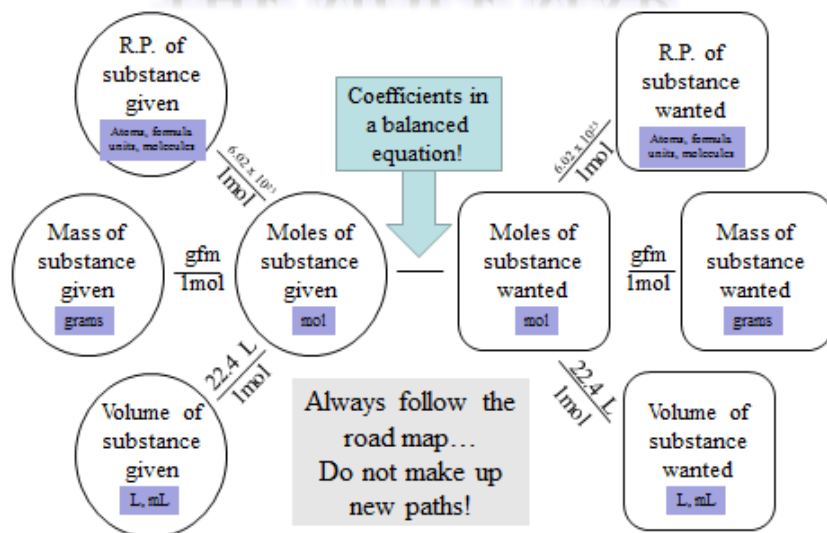 R.P. of
substance
given
Atoms, formula
units, molecules
6.02 x 10²³
1mol
Coefficients in
a balanced
equation!
R.P. of
substance
wanted
Atoms, formula
units, molecules
6.02 x 10²³
1mol
Mass of
substance
given
grams
gfm
1mol
Moles of
substance
given
mol
Moles of
substance
wanted
mol
gfm
1mol
Mass of
substance
wanted
grams
22.4 L
1mol
Volume of
substance
given
L, mL
Always follow the
road map…
Do not make up
new paths!
22.4 L
1mol
Volume of
substance
wanted
L, mL